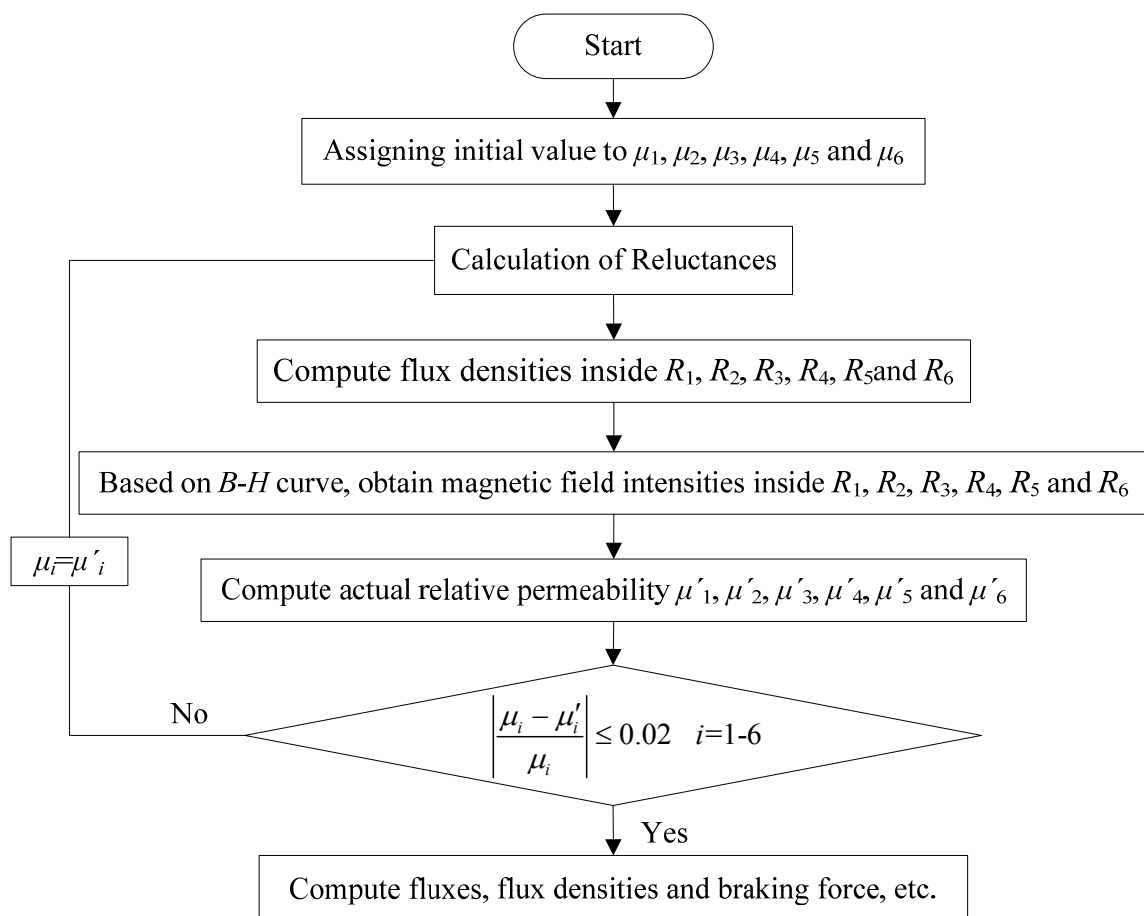 Start
Assigning initial value to μ₁, μ₂, μ₃, μ₄, μ₅ and μ₆
Calculation of Reluctances
Compute flux densities inside R₁, R₂, R₃, R₄, R₅and R₆
Based on B-H curve, obtain magnetic field intensities inside R₁, R₂, R₃, R₄, R₅ and R₆
μᵢ=μ´ᵢ
Compute actual relative permeability μ´₁, μ´₂, μ´₃, μ´₄, μ´₅ and μ´₆
No
|(μᵢ − μᵢ′)/μᵢ| ≤ 0.02 i=1-6
Yes
Compute fluxes, flux densities and braking force, etc.